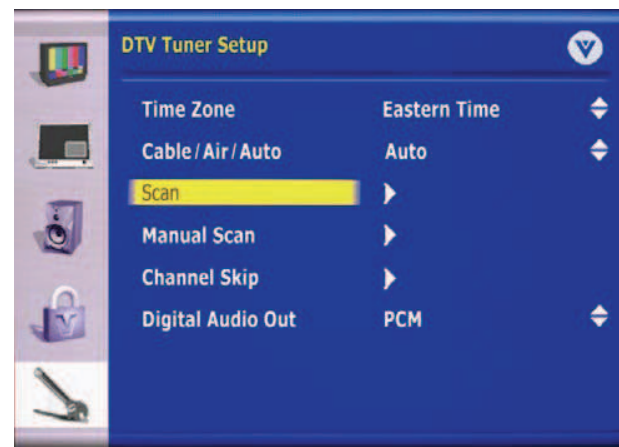 DTV Tuner Setup
Time Zone Eastern Time
Cable/Air/Auto Auto
Scan
Manual Scan
Channel Skip
Digital Audio Out PCM